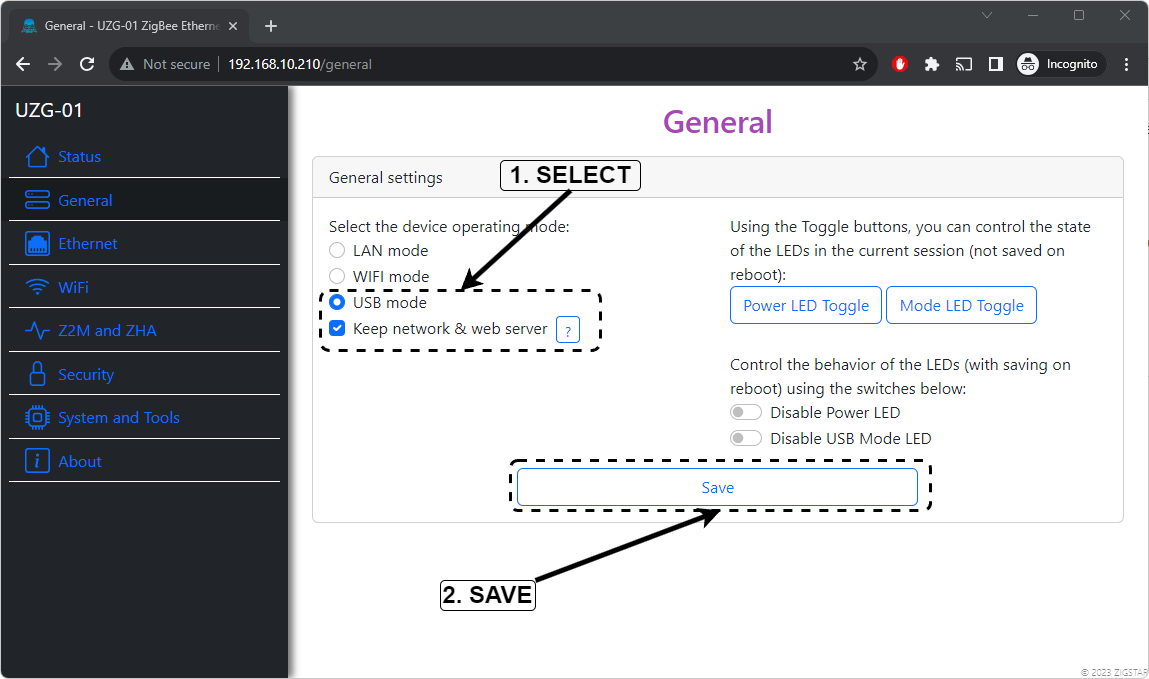 General - UZG-01 ZigBee Ethern
Not secure 192.168.10.210/general
Incognito
UZG-01
Status
General
Ethernet
WiFi
Z2M and ZHA
Security
System and Tools
About
General
General settings
1. SELECT
Select the device operating mode:
LAN mode
WIFI mode
USB mode
Keep network & web server ?
Using the Toggle buttons, you can control the state
of the LEDs in the current session (not saved on
reboot):
Power LED Toggle Mode LED Toggle
Control the behavior of the LEDs (with saving on
reboot) using the switches below:
Disable Power LED
Disable USB Mode LED
Save
2. SAVE
© 2023 ZIGSTAR